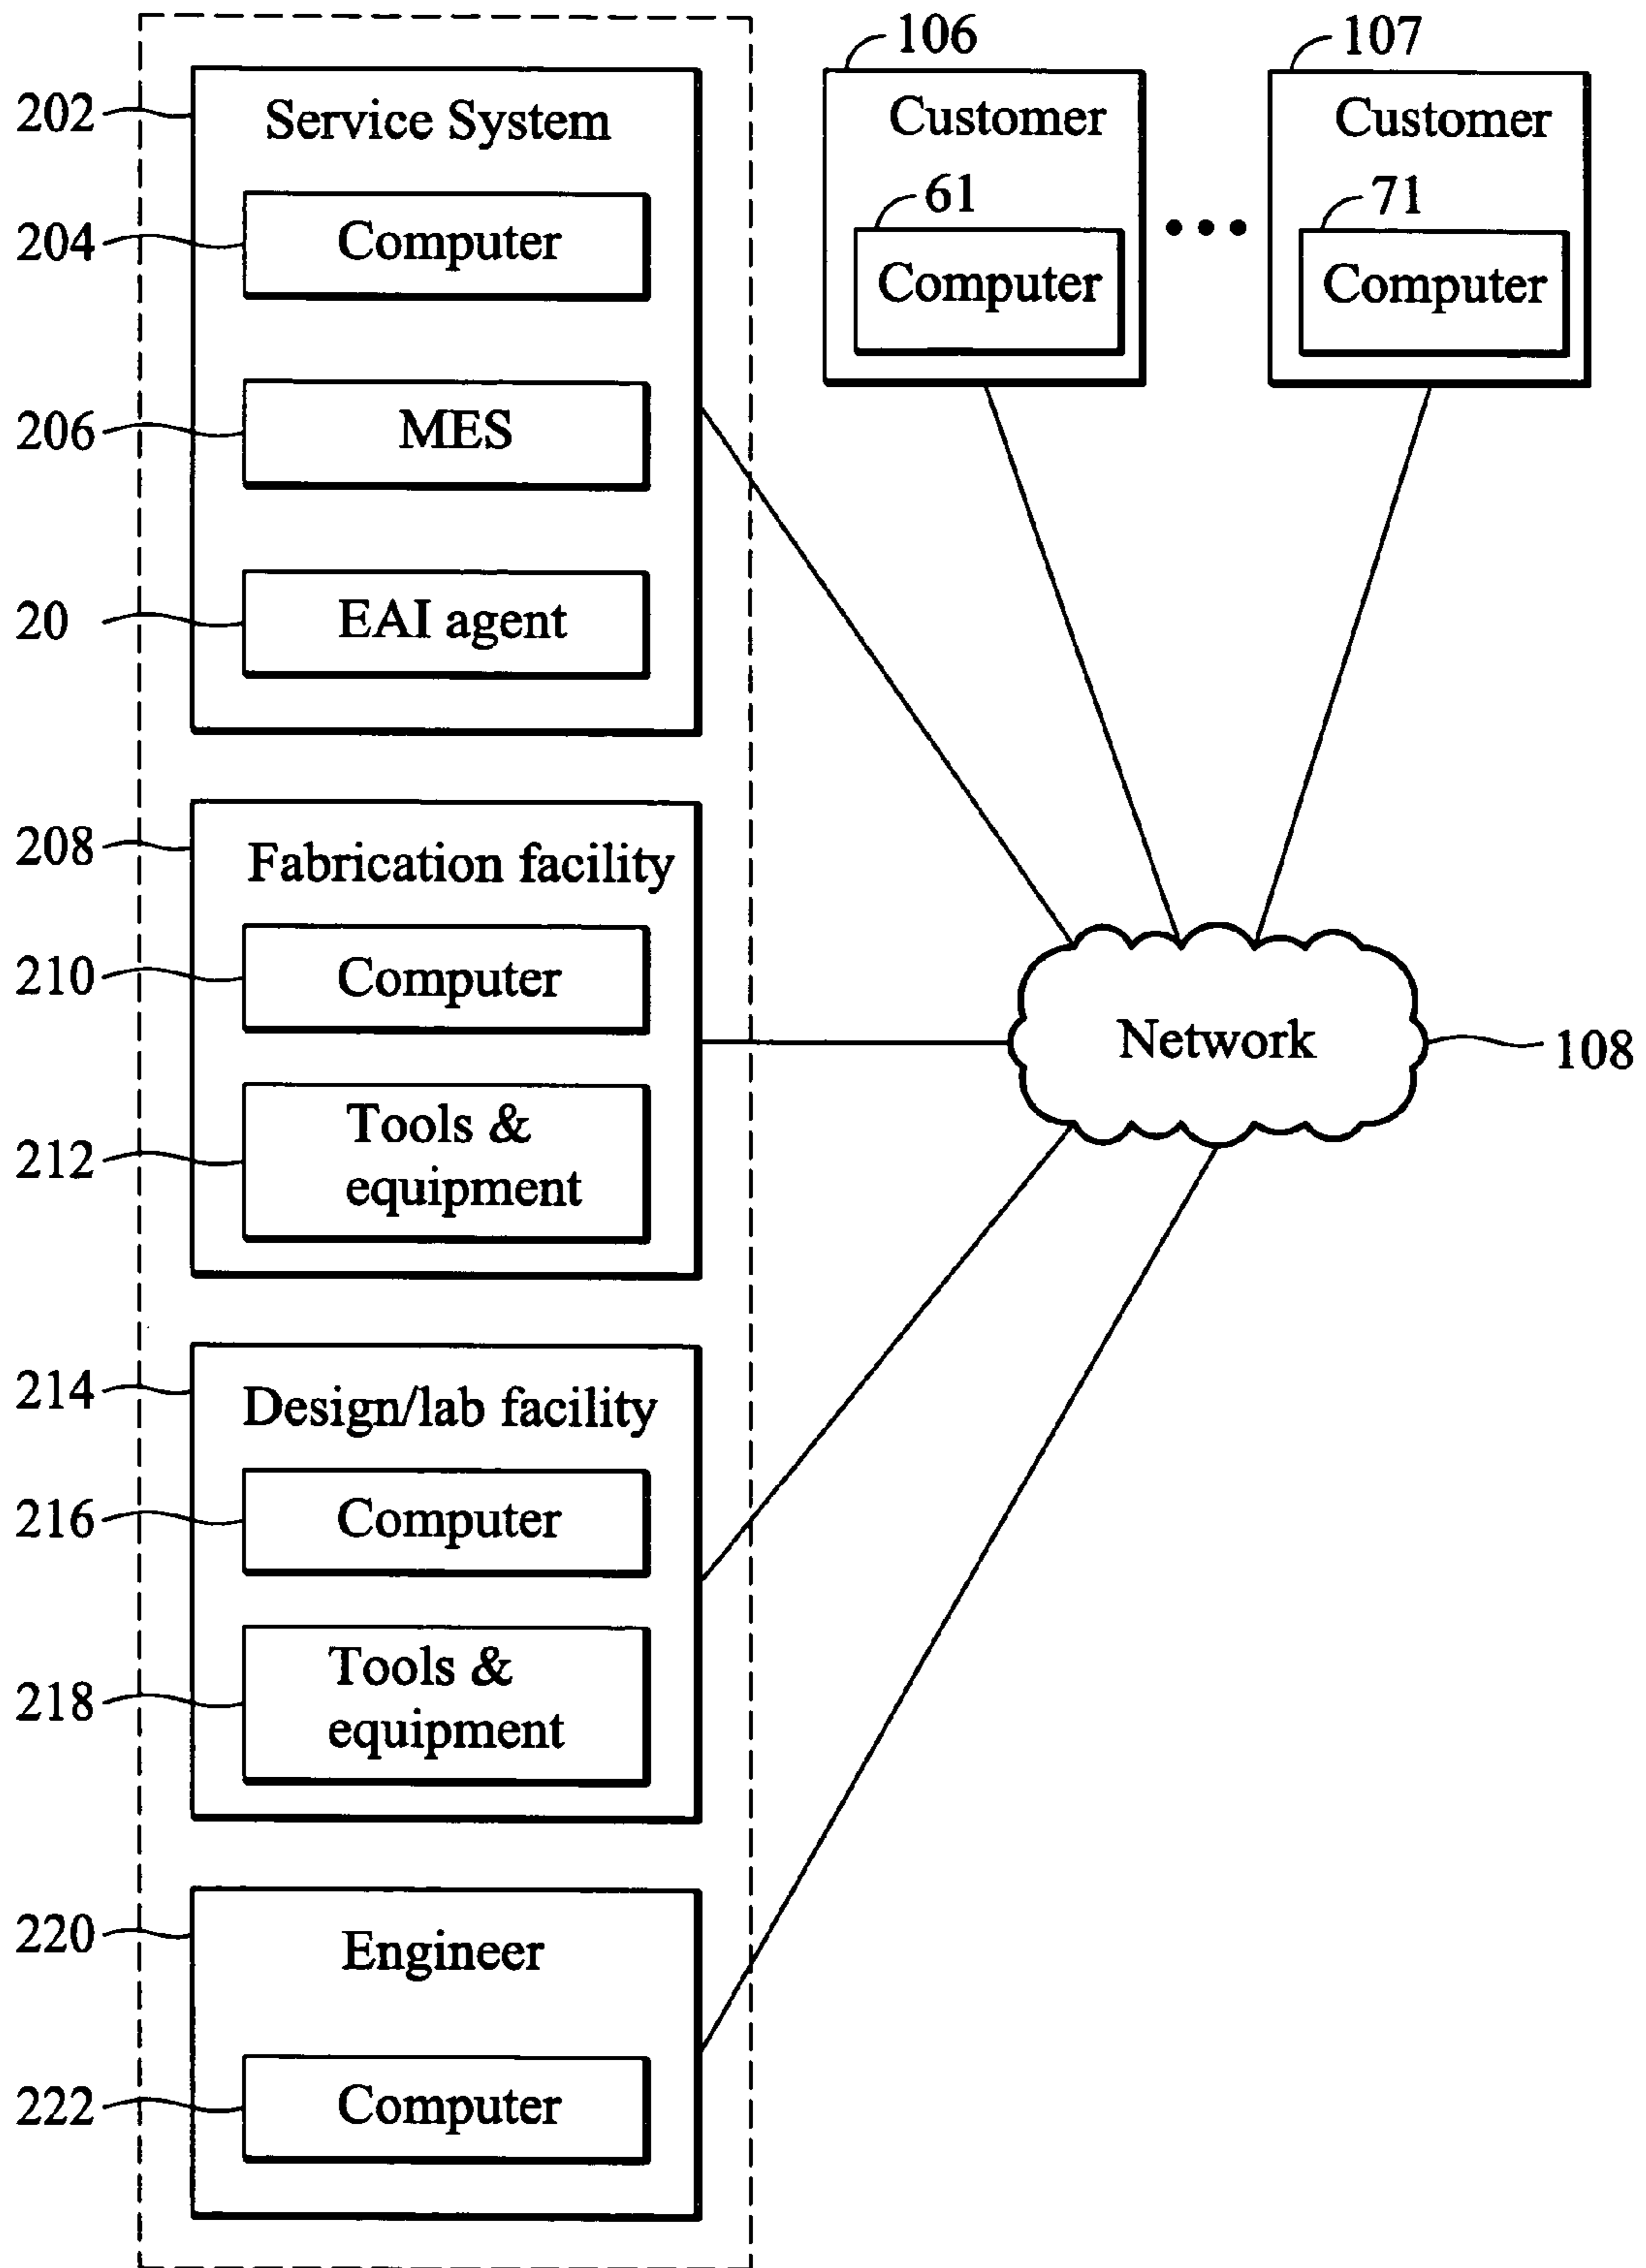 202
Service System
204
Computer
206
MES
20
EAI agent
208
Fabrication facility
210
Computer
212
Tools &
equipment
214
Design/lab facility
216
Computer
218
Tools &
equipment
220
Engineer
222
Computer
106
Customer
61
Computer
107
Customer
71
Computer
Network
108